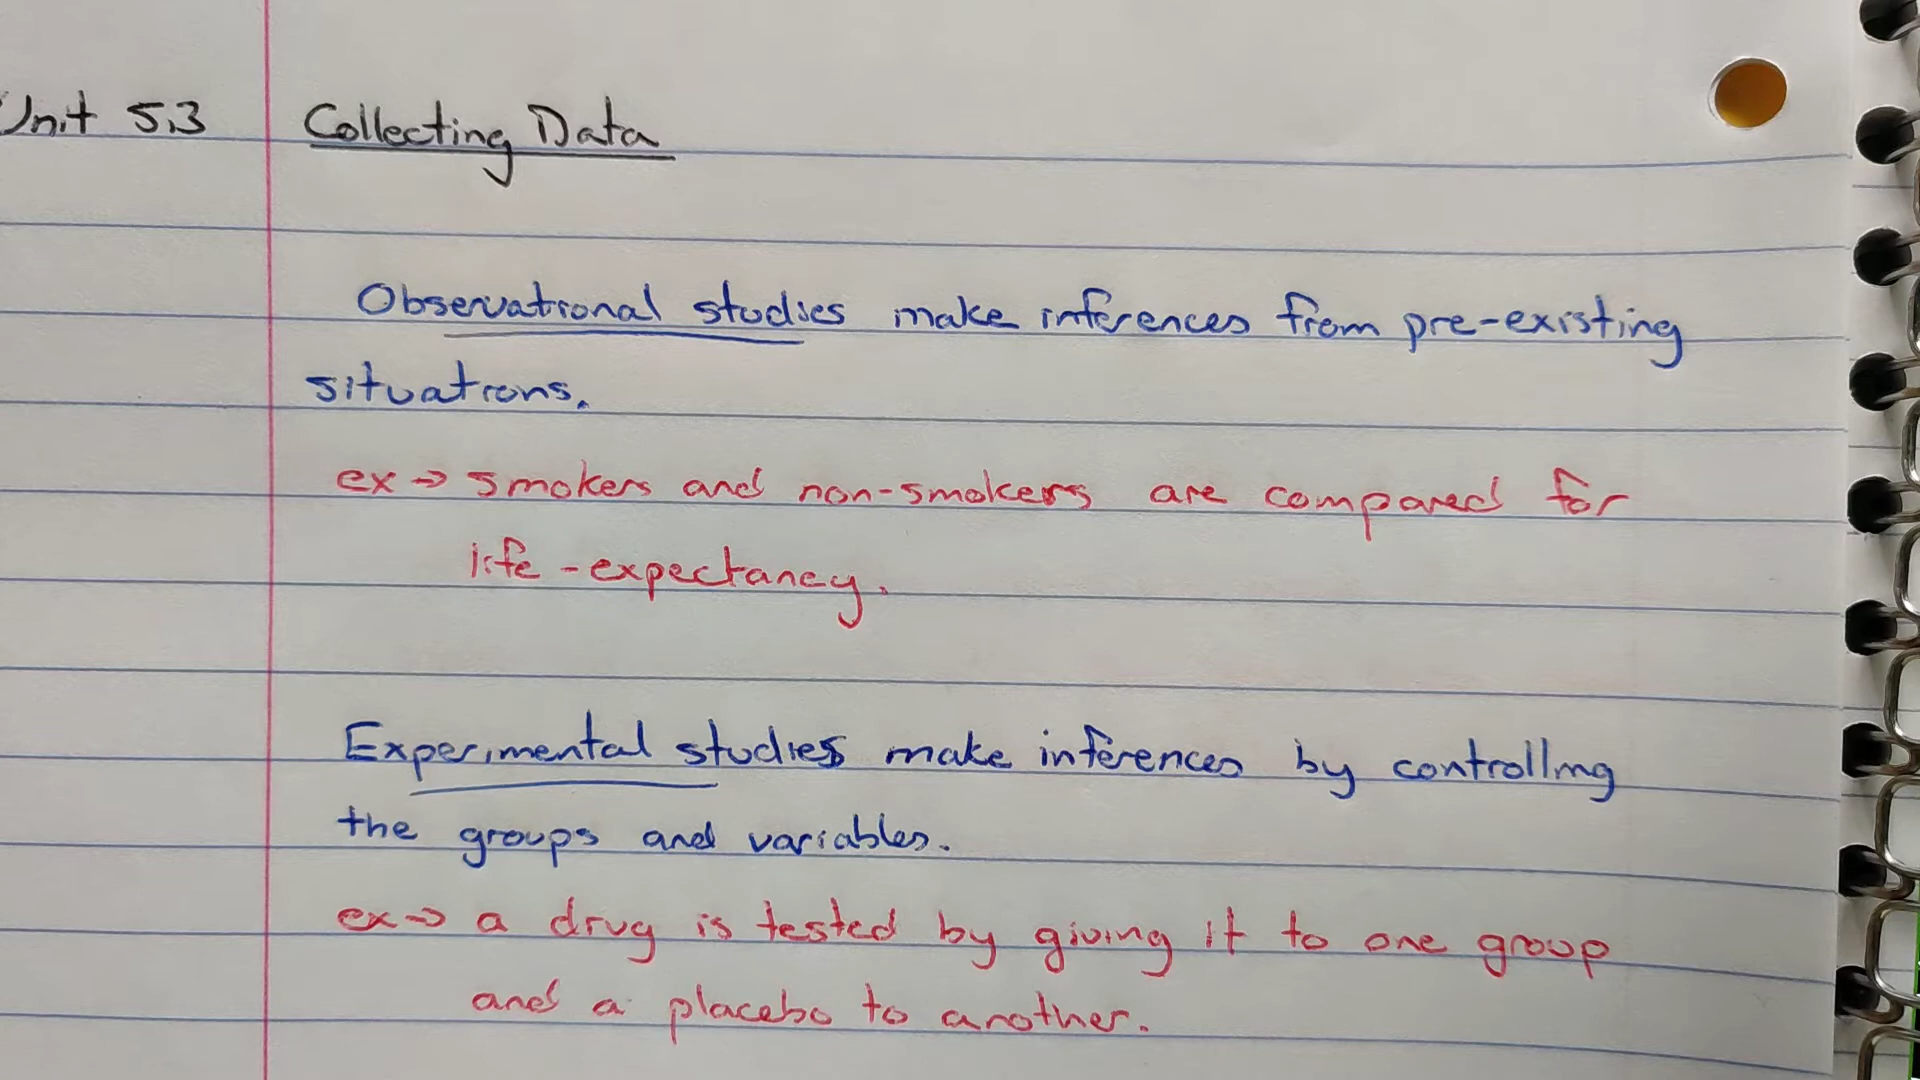 Unit 5.3 Collecting Data
Observational studies make inferences from pre-existing
situations.
ex → smokers and non-smokers are compared for
life-expectancy.
Experimental studies make inferences by controlling
the groups and variables.
ex → a drug is tested by giving it to one group
and a placebo to another.